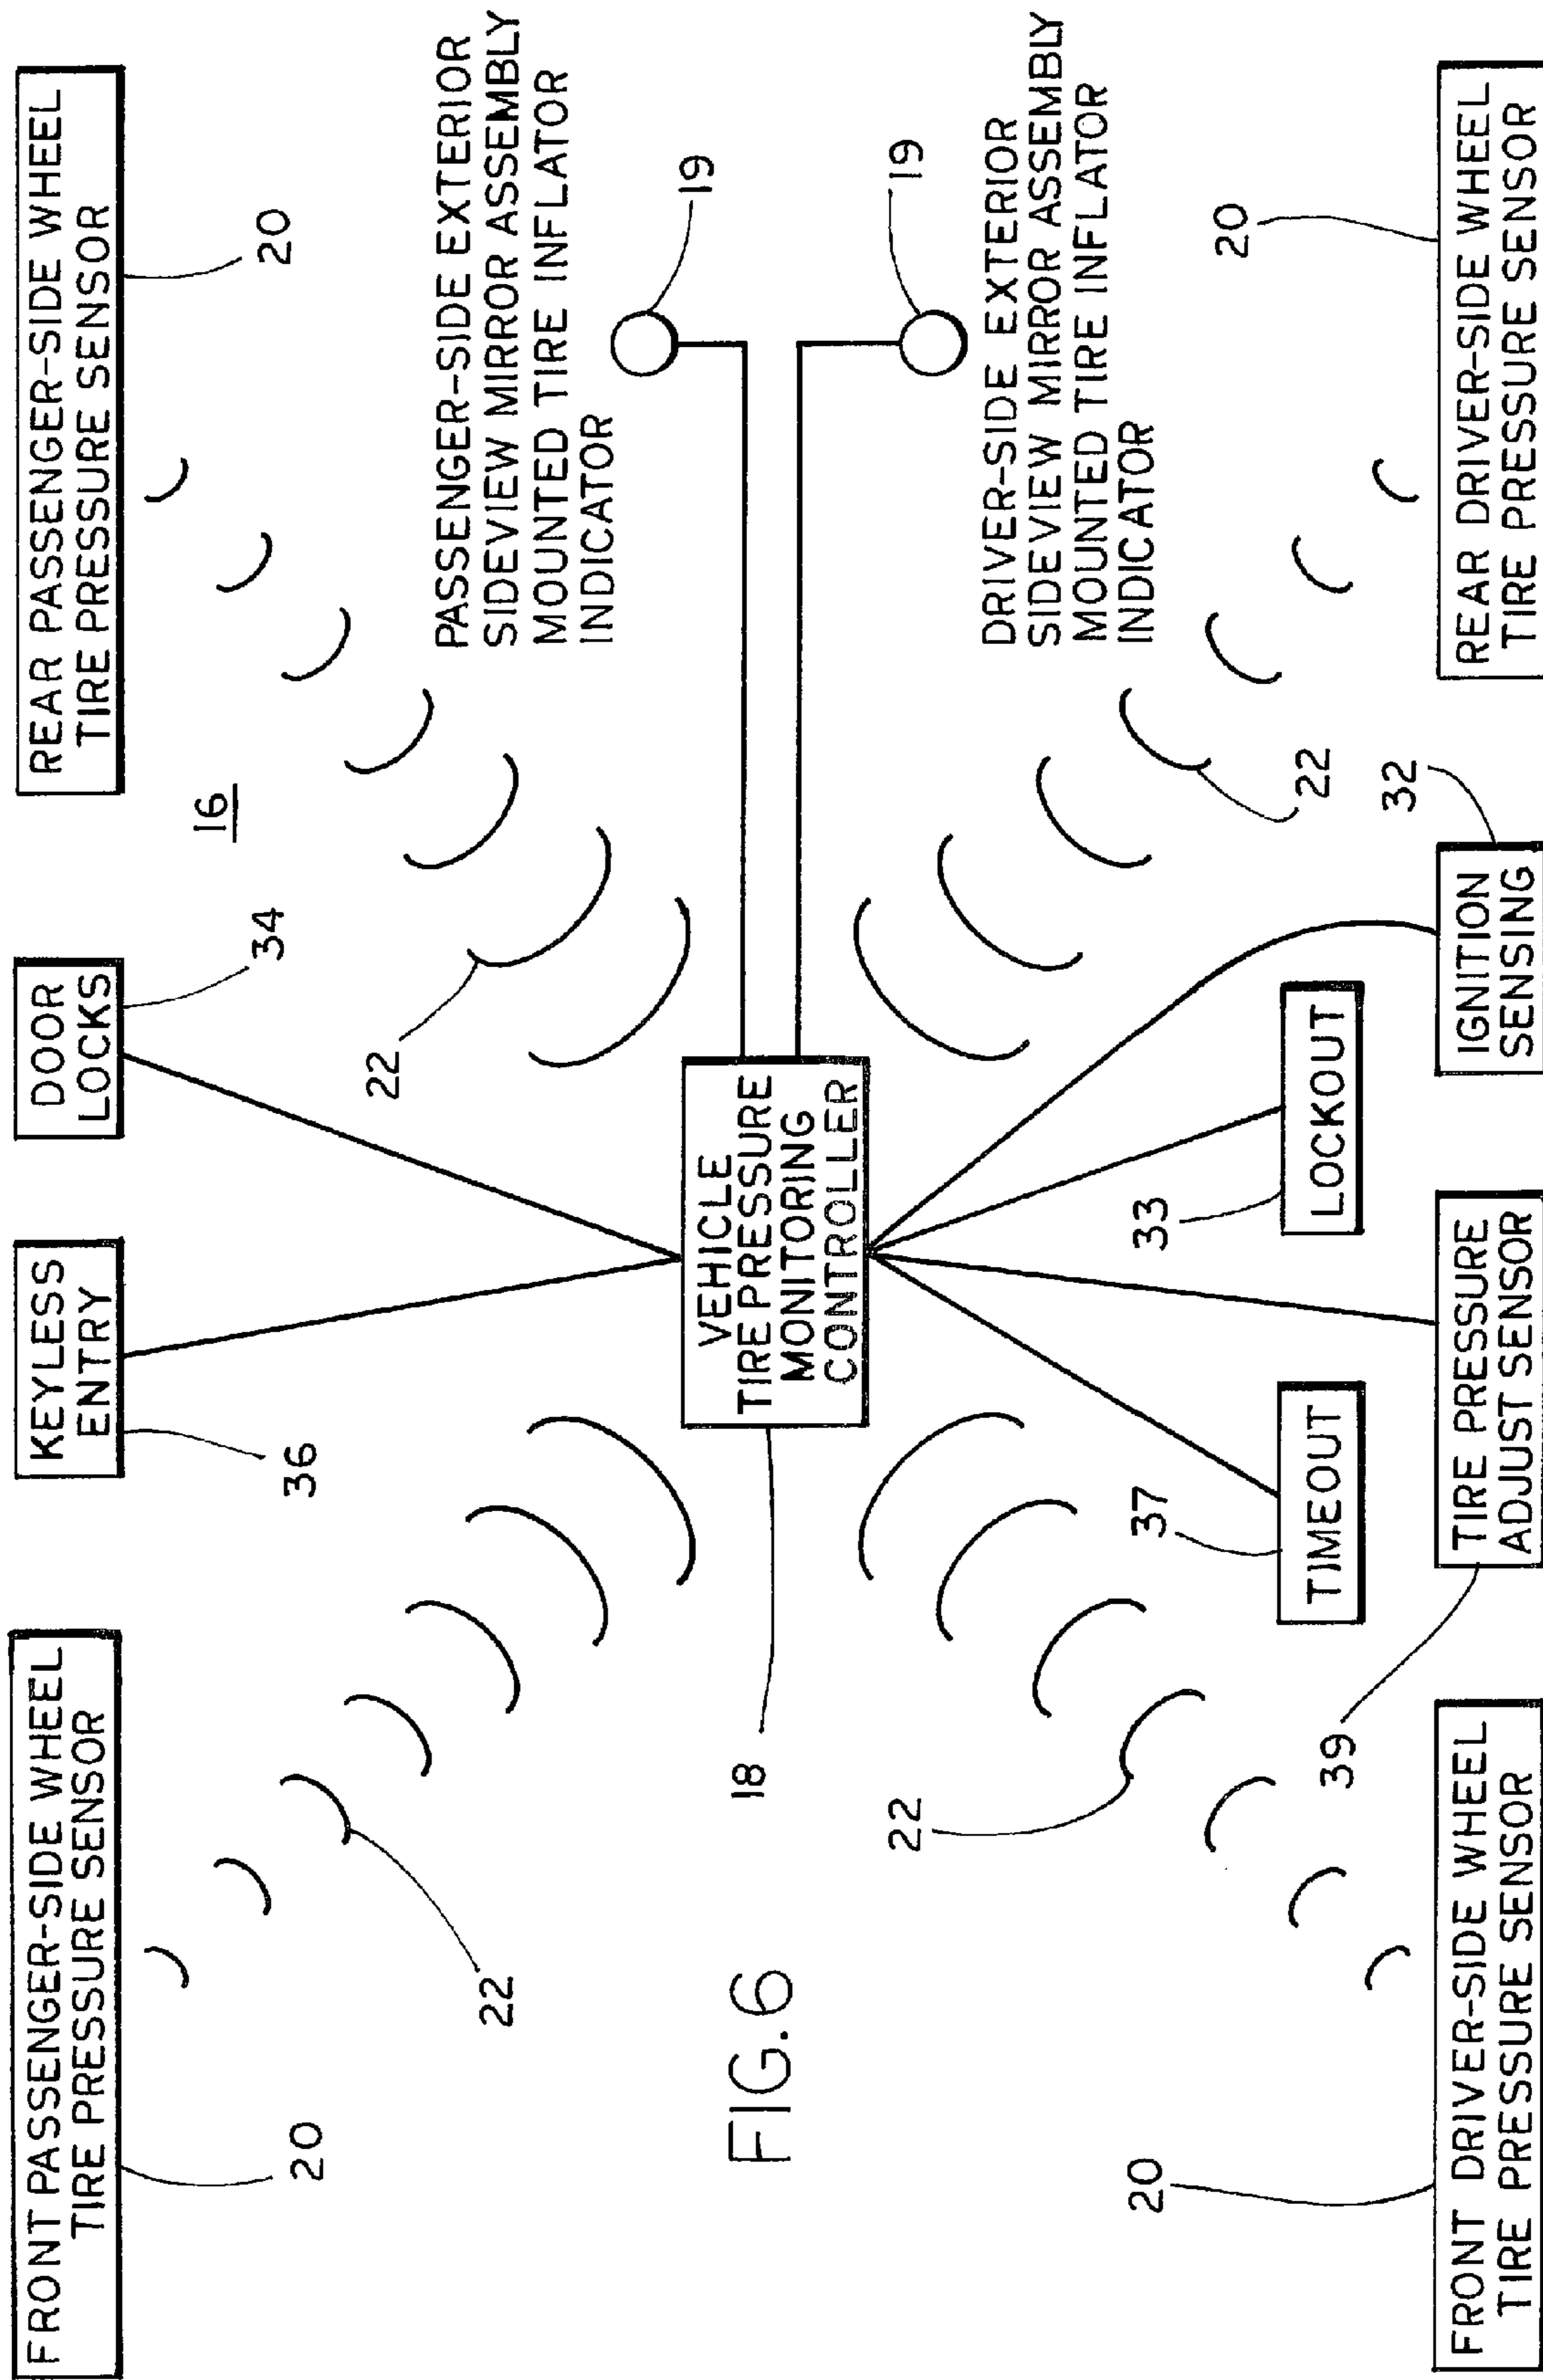 FRONT PASSENGER-SIDE WHEEL
TIRE PRESSURE SENSOR
20
22
KEYLESS
ENTRY
36
DOOR
LOCKS
34
22
16
REAR PASSENGER-SIDE WHEEL
TIRE PRESSURE SENSOR
20
PASSENGER-SIDE EXTERIOR
SIDEVIEW MIRROR ASSEMBLY
MOUNTED TIRE INFLATOR
INDICATOR
19
FIG.6
18
VEHICLE
TIRE PRESSURE
MONITORING
CONTROLLER
19
DRIVER-SIDE EXTERIOR
SIDEVIEW MIRROR ASSEMBLY
MOUNTED TIRE INFLATOR
INDICATOR
22
20
FRONT DRIVER-SIDE WHEEL
TIRE PRESSURE SENSOR
37
TIMEOUT
39
TIRE PRESSURE
ADJUST SENSOR
33
LOCKOUT
32
IGNITION
SENSING
22
20
REAR DRIVER-SIDE WHEEL
TIRE PRESSURE SENSOR